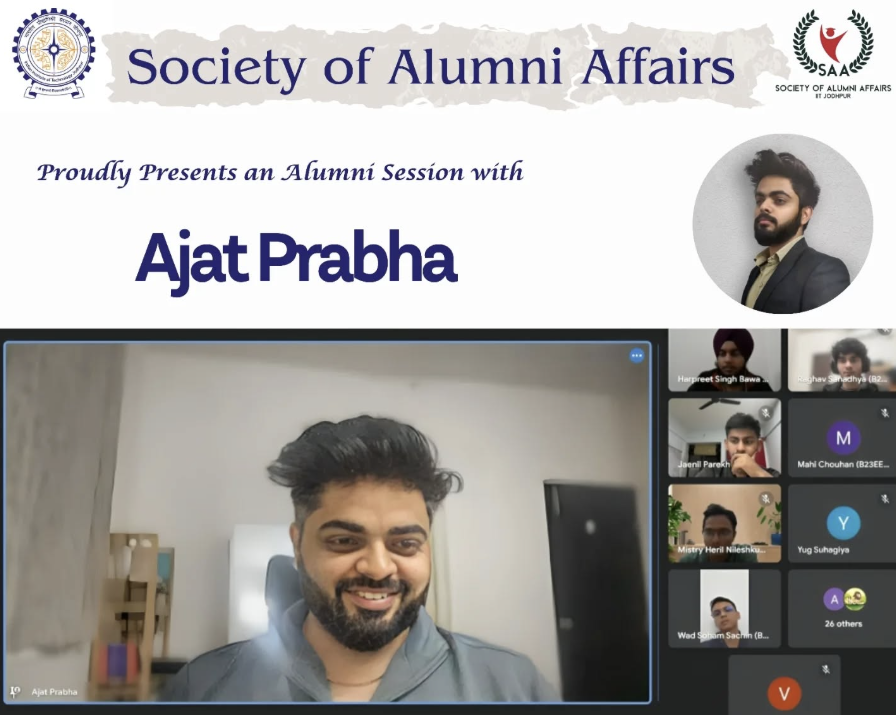 Society of Alumni Affairs
SAA
SOCIETY OF ALUMNI AFFAIRS
IIT JODHPUR
Proudly Presents an Alumni Session with
Ajat Prabha
Harpreet Singh Bawa ...
Jaenil Parekh
M
Mahi Chouhan (B23EE...
Mistry Heril Nileshku...
Y
Yug Suhagiya
Wad Soham Sachin (B...
A
26 others
Ajat Prabha
V